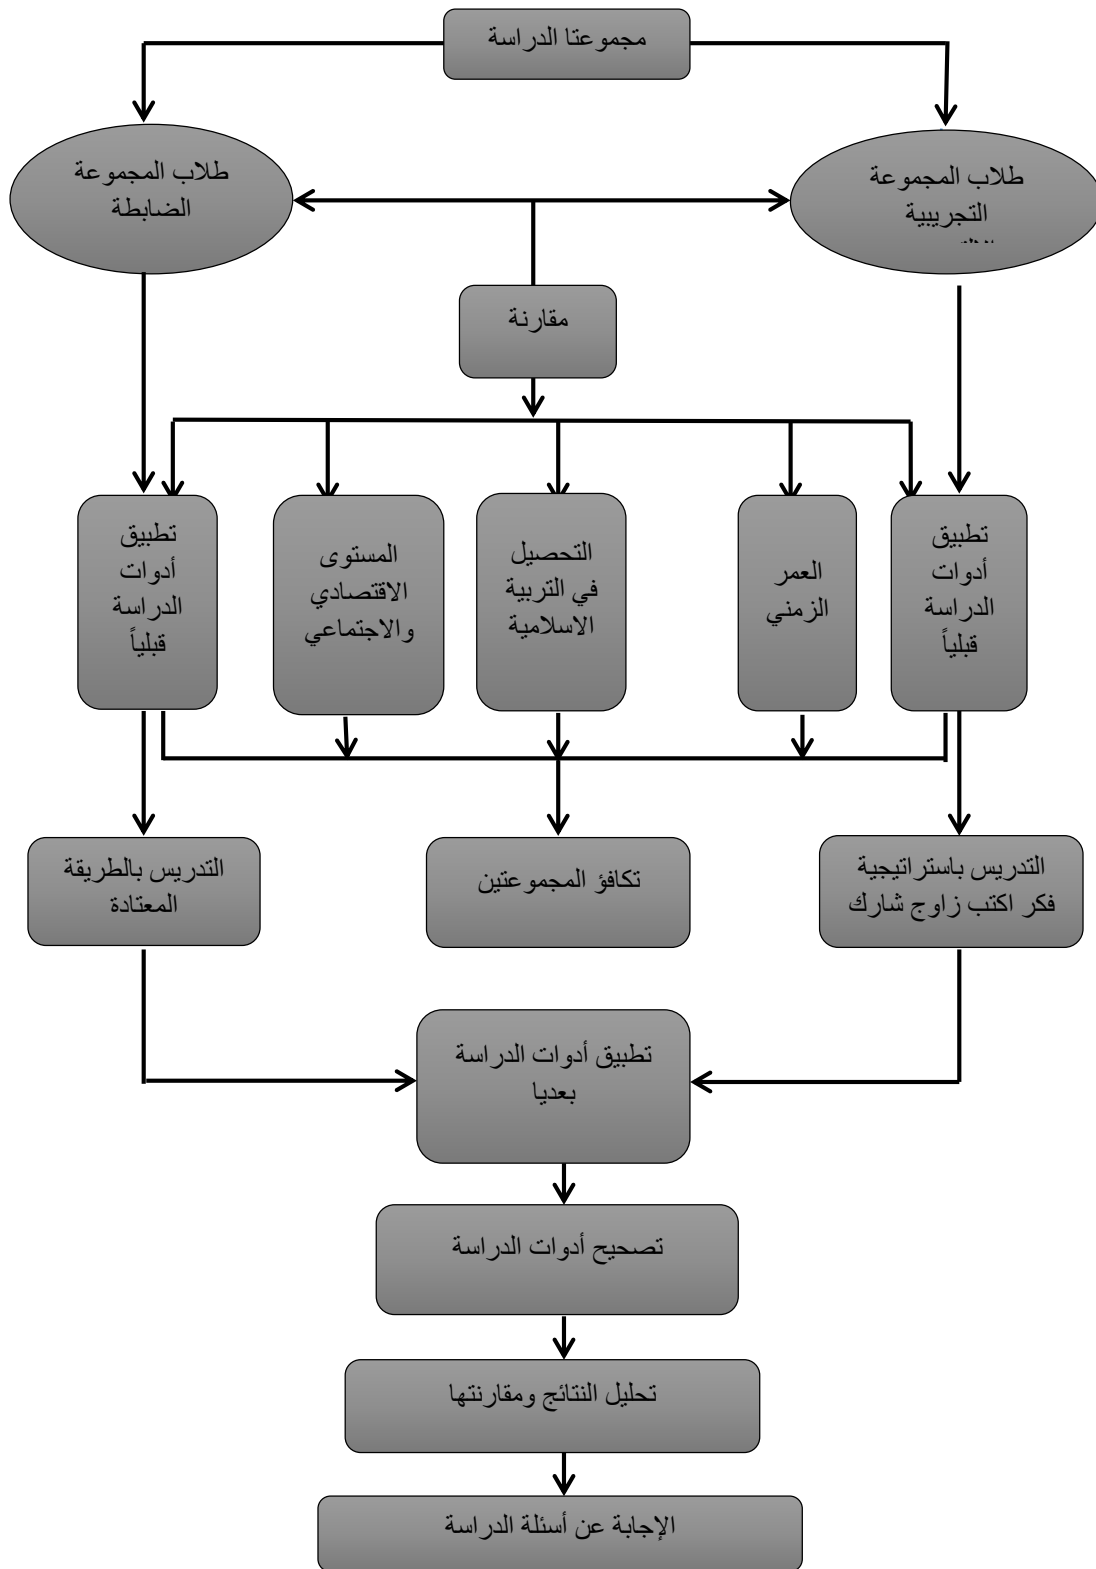 مجموعتا الدراسة
طلاب المجموعة
التجريبية
طلاب المجموعة
الضابطة
مقارنة
تطبيق
أدوات
الدراسة
قبلياً
العمر
الزمني
التحصيل
في التربية
الاسلامية
المستوى
الاقتصادي
والاجتماعي
تطبيق
أدوات
الدراسة
قبلياً
التدريس باستراتيجية
فكر اكتب زاوج شارك
تكافؤ المجموعتين
التدريس بالطريقة
المعتادة
تطبيق أدوات الدراسة
بعديا
تصحيح أدوات الدراسة
تحليل النتائج ومقارنتها
الإجابة عن أسئلة الدراسة